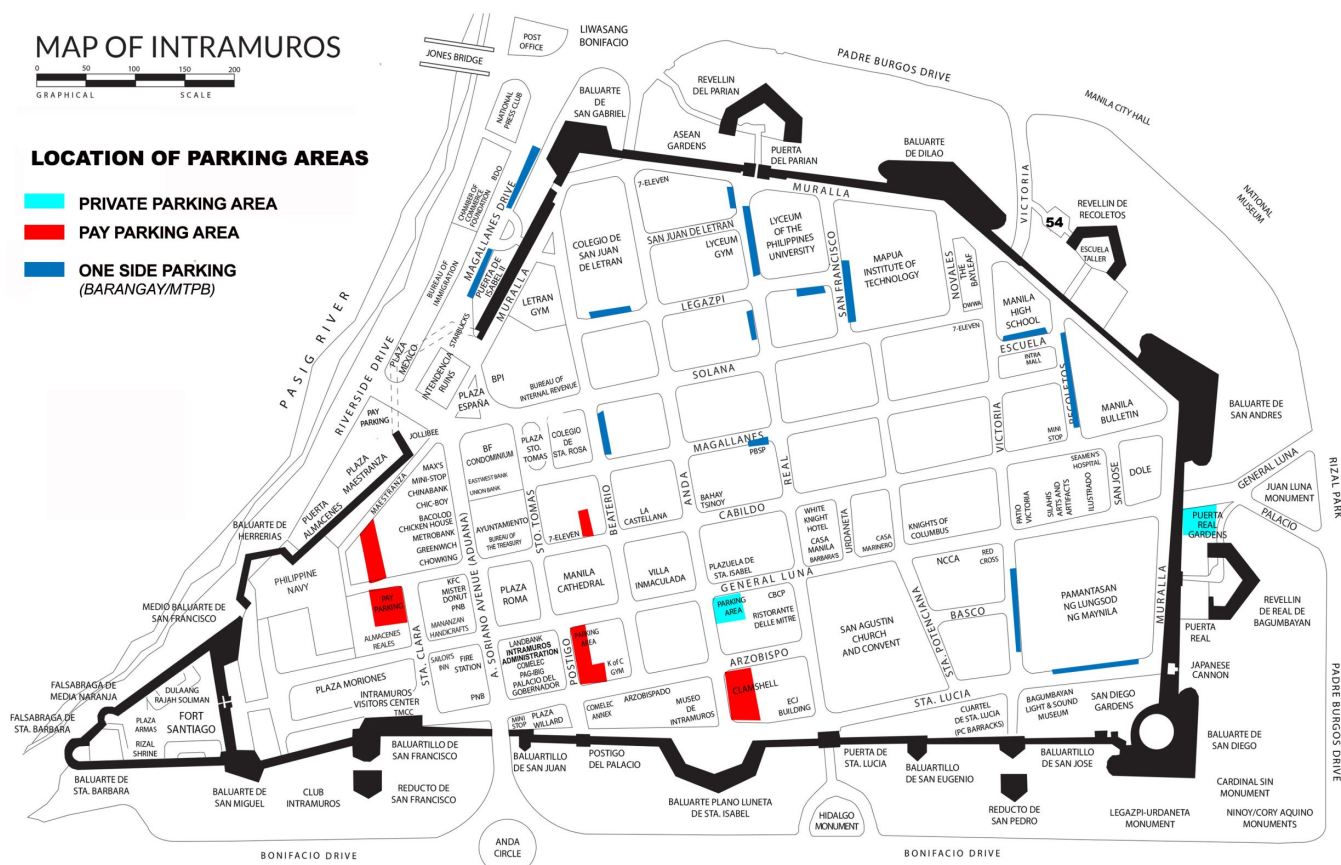 MAP OF INTRAMUROS
0 50 100 150 200
GRAPHICAL SCALE
LOCATION OF PARKING AREAS
PRIVATE PARKING AREA
PAY PARKING AREA
ONE SIDE PARKING
(BARANGAY/MTPB)
POST
OFFICE
LIWASANG
BONIFACIO
JONES BRIDGE
PADRE BURGOS DRIVE
MANILA CITY HALL
NATIONAL
MUSEUM
NATIONAL
PRESS CLUB
BALUARTE
DE
SAN GABRIEL
REVELLIN
DEL PARIAN
ASEAN
GARDENS
PUERTA
DEL PARIAN
BALUARTE
DE DILAO
MURALLA
VICTORIA
54
REVELLIN DE
RECOLETOS
ESCUELA
TALLER
BDO
CHAMBER OF
COMMERCE
FOUNDATION
MAGALLANES DRIVE
BUREAU OF
IMMIGRATION
PUERTA DE
ISABEL II
MURALLA
STARBUCKS
7-ELEVEN
COLEGIO DE
SAN JUAN
DE LETRAN
SAN JUAN DE LETRAN
LYCEUM
GYM
LYCEUM
OF THE
PHILIPPINES
UNIVERSITY
SAN FRANCISCO
MAPUA
INSTITUTE OF
TECHNOLOGY
NOVALES
THE
BAYLEAF
OWWA
MANILA
HIGH
SCHOOL
7-ELEVEN
ESCUELA
INTRA
MALL
RECOLETOS
MANILA
BULLETIN
BALUARTE DE
SAN ANDRES
LETRAN
GYM
LEGAZPI
SOLANA
PASIG RIVER
RIVERSIDE DRIVE
PLAZA
MEXICO
INTENDENCIA
RUINS
PLAZA
ESPAÑA
BPI
BUREAU OF
INTERNAL REVENUE
PAY
PARKING
JOLLIBEE
PLAZA
MAESTRANZA
PUERTA
ALMACENES
MAESTRANZA
BALUARTE DE
HERRERIAS
MAX'S
MINI-STOP
CHINABANK
CHIC-BOY
BACOLOD
CHICKEN HOUSE
METROBANK
GREENWICH
CHOWKING
BF
CONDOMINIUM
EASTWEST BANK
UNION BANK
PLAZA
STO.
TOMAS
COLEGIO
DE
STA. ROSA
MAGALLANES
PBSP
ANDA
REAL
BAHAY
TSINOY
VICTORIA
MINI
STOP
SEAMEN'S
HOSPITAL
SAN JOSE
DOLE
PATIO
VICTORIA
SILAHIS
ARTS AND
ARTIFACTS
ILUSTRADO
GENERAL LUNA
JUAN LUNA
MONUMENT
RIZAL PARK
PALACIO
PUERTA
REAL
GARDENS
AYUNTAMIENTO
BUREAU OF
THE TREASURY
STO. TOMAS
BEATERIO
7-ELEVEN
LA
CASTELLANA
CABILDO
WHITE
KNIGHT
HOTEL
CASA
MANILA
BARBARA'S
URDANETA
CASA
MARINERO
KNIGHTS OF
COLUMBUS
PHILIPPINE
NAVY
PAY
PARKING
ALMACENES
REALES
KFC
MISTER
DONUT
PNB
MANANZAN
HANDICRAFTS
A. SORIANO AVENUE (ADUANA)
PLAZA
ROMA
MANILA
CATHEDRAL
VILLA
INMACULADA
PLAZUELA DE
STA. ISABEL
GENERAL LUNA
PARKING
AREA
CBCP
RISTORANTE
DELLE MITRE
SAN AGUSTIN
CHURCH
AND CONVENT
STA. POTENCIANA
NCCA
RED
CROSS
BASCO
PAMANTASAN
NG LUNGSOD
NG MAYNILA
MURALLA
REVELLIN
DE REAL DE
BAGUMBAYAN
PUERTA
REAL
MEDIO BALUARTE DE
SAN FRANCISCO
STA. CLARA
SAILOR'S
INN
FIRE
STATION
PNB
LANDBANK
INTRAMUROS
ADMINISTRATION
COMELEC
PAG-IBIG
PALACIO DEL
GOBERNADOR
POSTIGO
PARKING
AREA
K of C
GYM
ARZOBISPO
CLAMSHELL
ECJ
BUILDING
STA. LUCIA
JAPANESE
CANNON
FALSABRAGA DE
MEDIA NARANJA
FALSABRAGA DE
STA. BARBARA
DULAANG
RAJAH SOLIMAN
PLAZA
ARMAS
FORT
SANTIAGO
RIZAL
SHRINE
PLAZA MORIONES
INTRAMUROS
VISITORS CENTER
TMCC
MINI
STOP
PLAZA
WILLARD
COMELEC
ANNEX
ARZOBISPADO
MUSEO
DE
INTRAMUROS
CUARTEL
DE STA. LUCIA
(PC BARRACKS)
BAGUMBAYAN
LIGHT & SOUND
MUSEUM
SAN DIEGO
GARDENS
BALUARTE DE
SAN DIEGO
PADRE BURGOS DRIVE
BALUARTE DE
STA. BARBARA
BALUARTE DE
SAN MIGUEL
CLUB
INTRAMUROS
BALUARTILLO DE
SAN FRANCISCO
REDUCTO DE
SAN FRANCISCO
BALUARTILLO
DE SAN JUAN
POSTIGO
DEL PALACIO
BALUARTE PLANO LUNETA
DE STA. ISABEL
PUERTA DE
STA. LUCIA
BALUARTILLO
DE SAN EUGENIO
BALUARTILLO
DE SAN JOSE
REDUCTO DE
SAN PEDRO
CARDINAL SIN
MONUMENT
LEGAZPI-URDANETA
MONUMENT
NINOY/CORY AQUINO
MONUMENTS
HIDALGO
MONUMENT
ANDA
CIRCLE
BONIFACIO DRIVE
BONIFACIO DRIVE